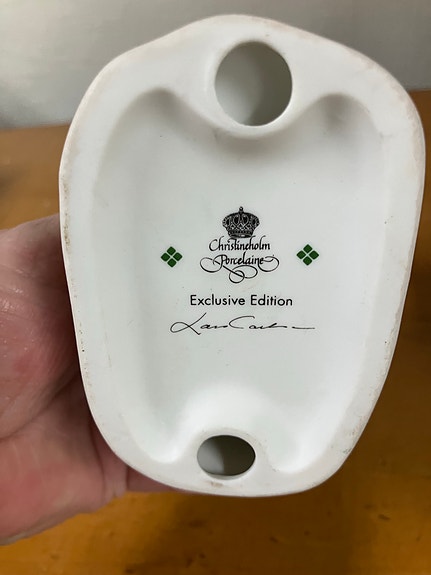 Christineholm
Porcelaine
Exclusive Edition